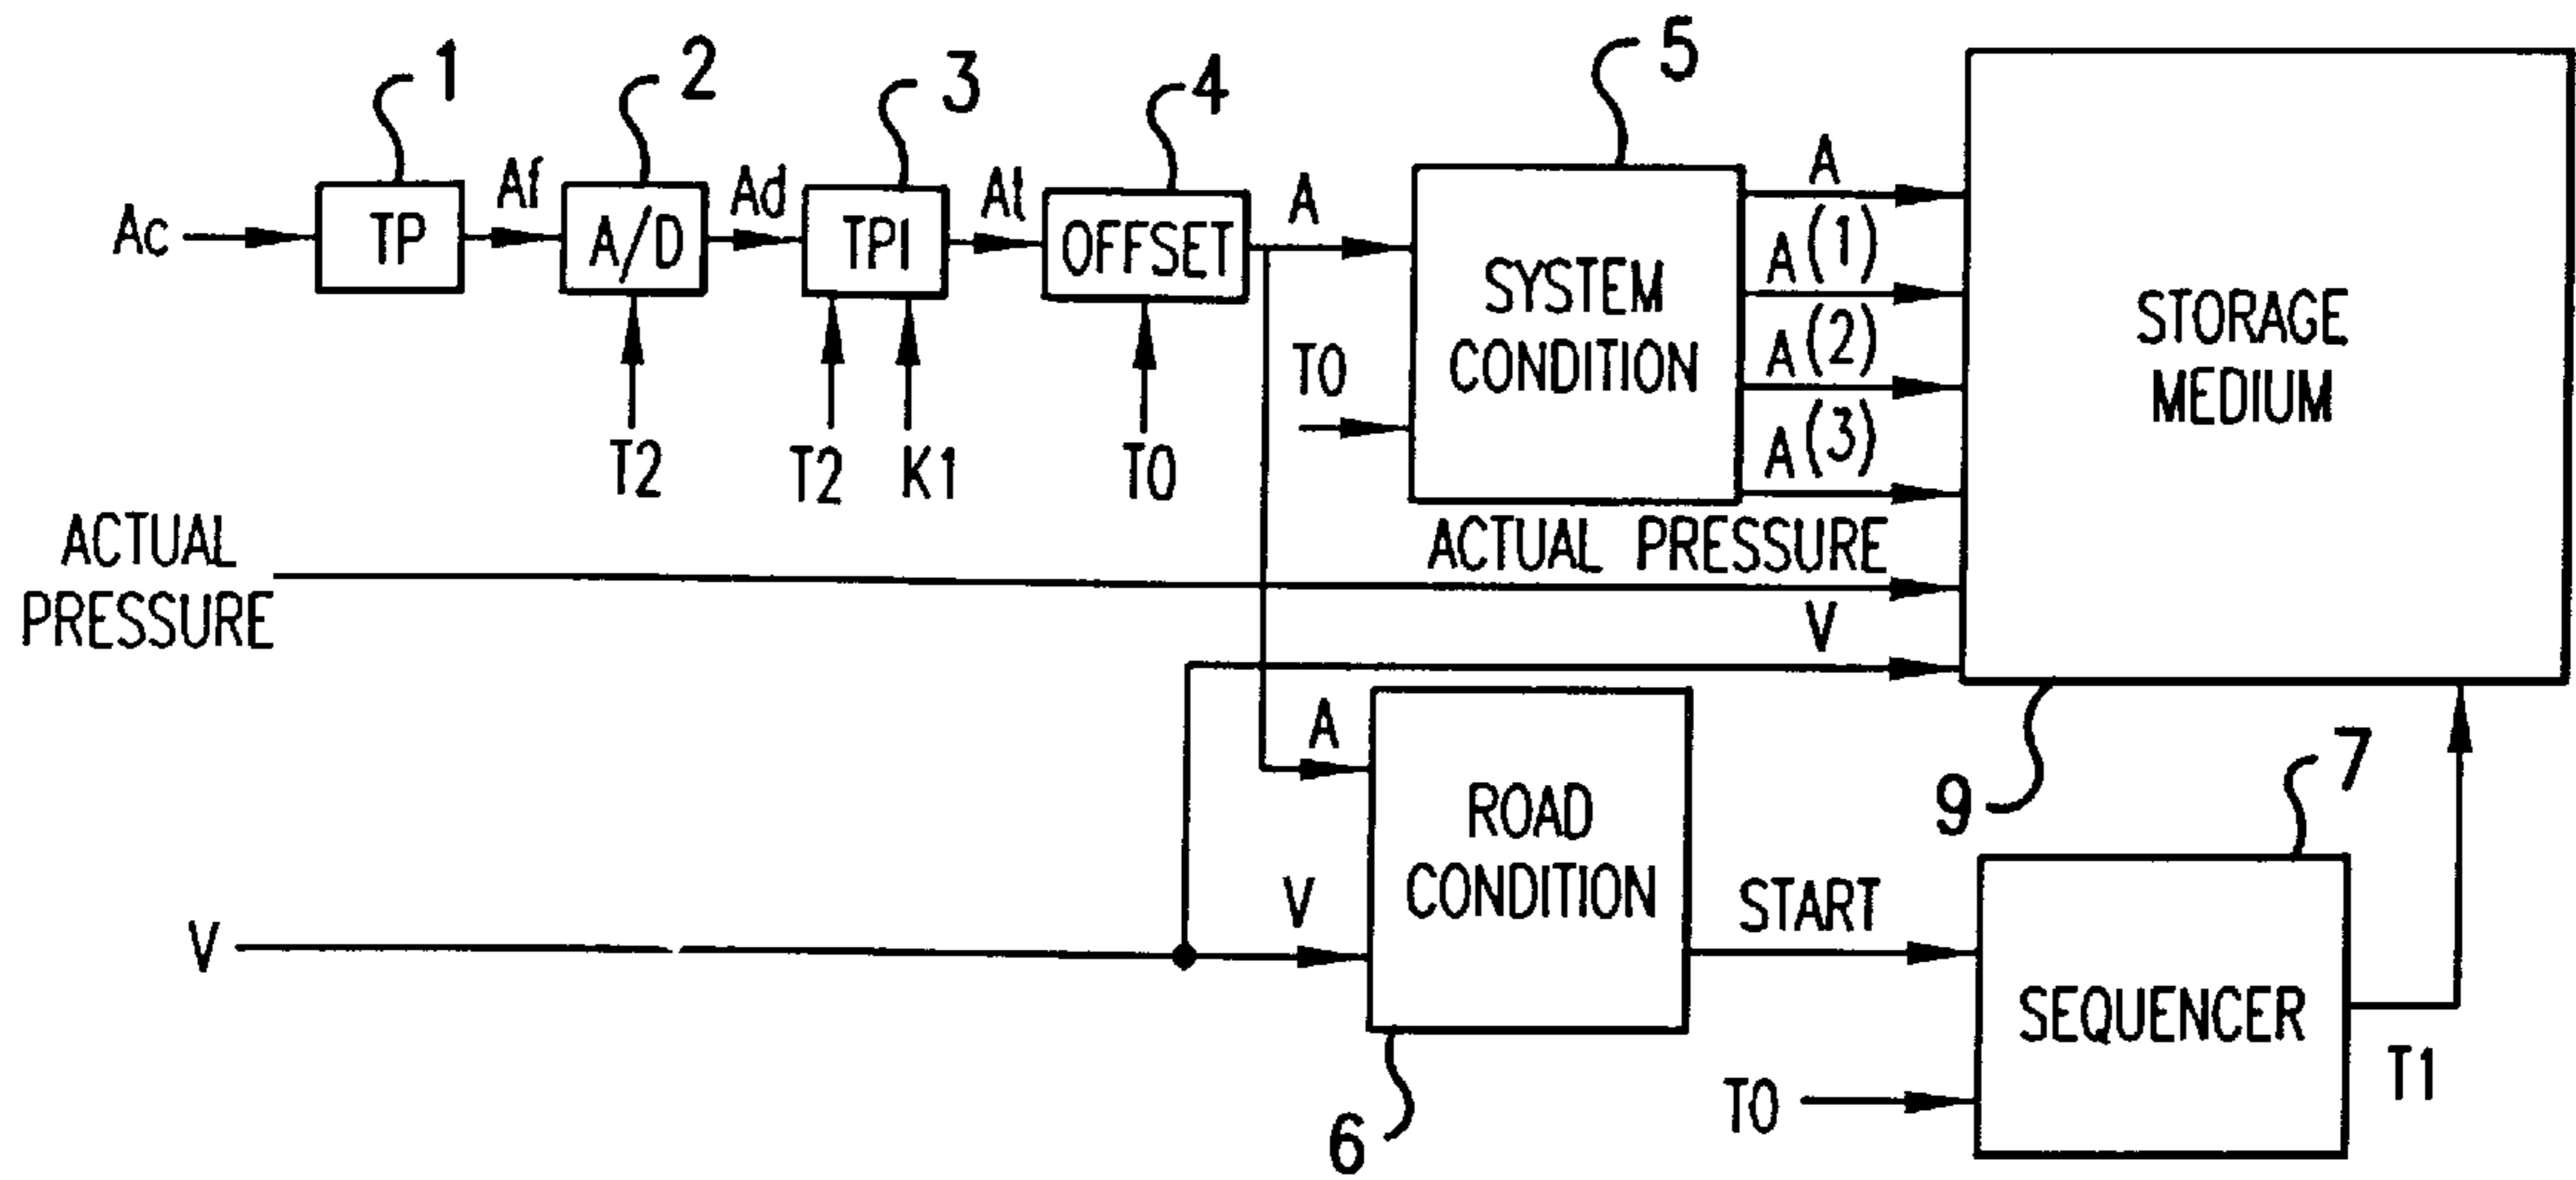 1
2
3
4
5
Ac
TP
Af
A/D
Ad
TP1
At
OFFSET
A
T2
T2
K1
T0
T0
SYSTEM
CONDITION
A
A(1)
A(2)
A(3)
STORAGE
MEDIUM
ACTUAL
PRESSURE
ACTUAL PRESSURE
V
A
V
V
ROAD
CONDITION
6
START
T0
SEQUENCER
7
9
T1